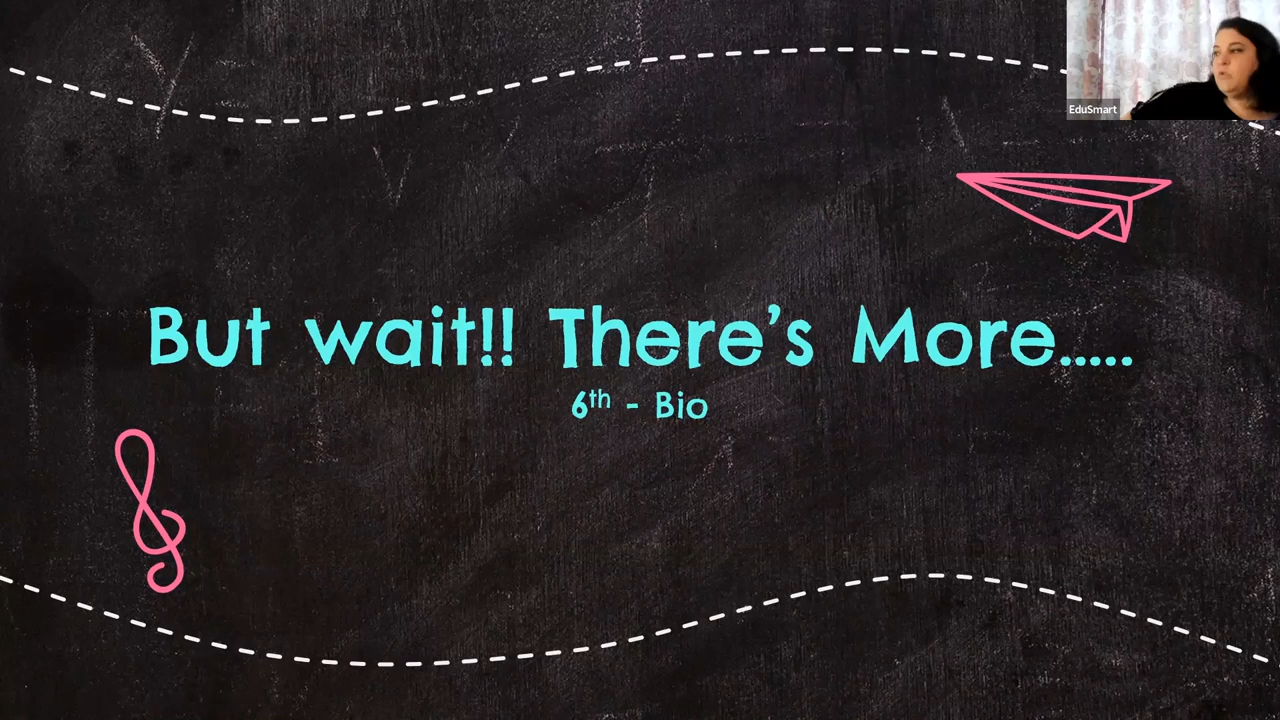 EduSmart
But wait!! There’s More.....
6th - Bio